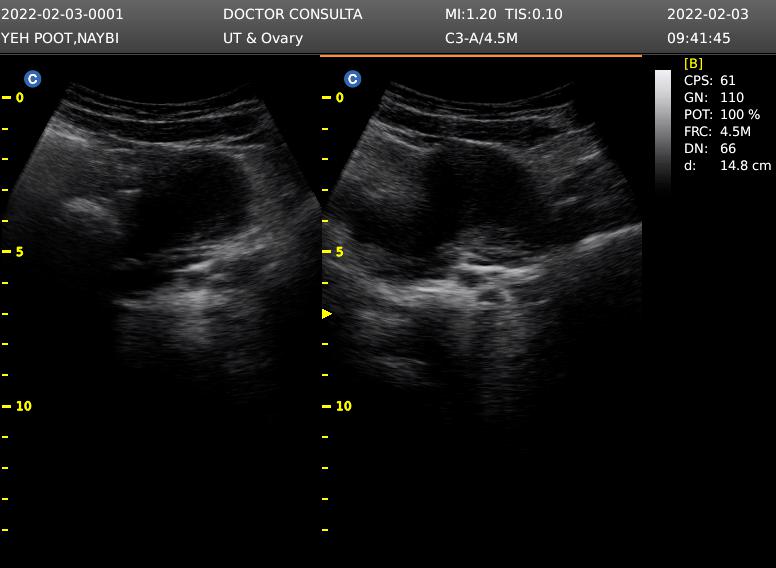 2022-02-03-0001 DOCTOR CONSULTA MI:1.20 TIS:0.10 2022-02-03
YEH POOT,NAYBI UT & Ovary C3-A/4.5M 09:41:45
C C
[B]
0 0
CPS: 61
GN: 110
POT: 100 %
FRC: 4.5M
DN: 66
d: 14.8 cm
5 5
10 10